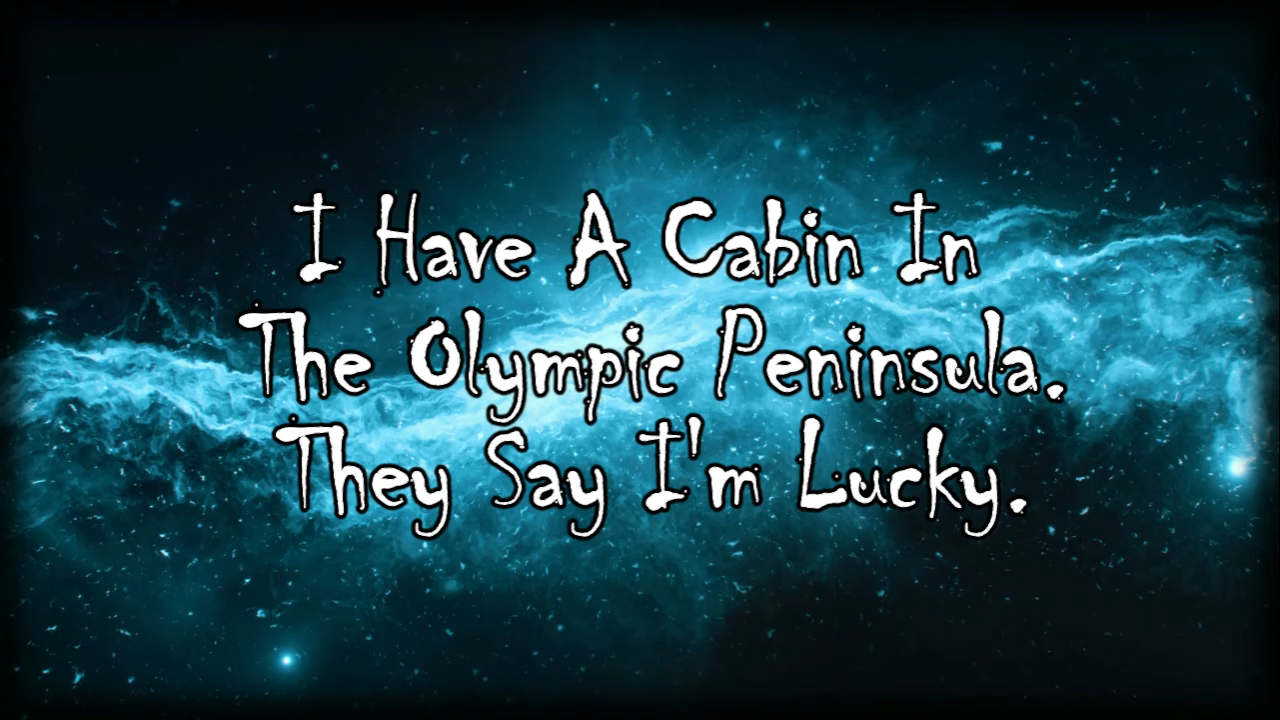 I Have A Cabin In
The Olympic Peninsula.
They Say I'm Lucky.